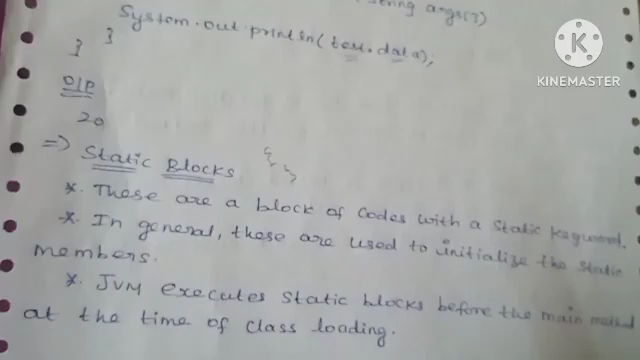 String args[])
System.out.println(test.data);
}
}
KINEMASTER
O/P
20
=> Static Blocks
{ }
*. These are a block of codes with a static keyword.
*. In general, these are used to initialize the static
members.
*. JVM executes static blocks before the main method
at the time of class loading.